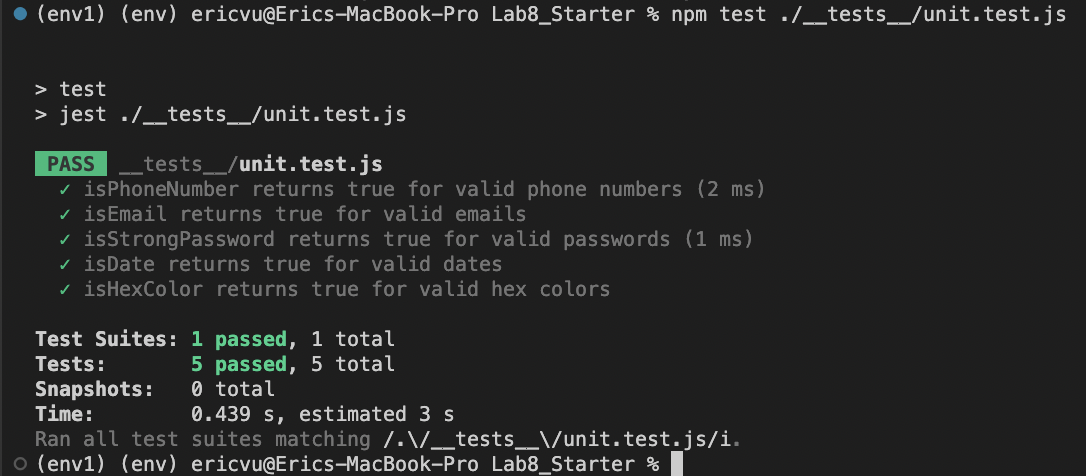 (env1) (env) ericvu@Erics-MacBook-Pro Lab8_Starter % npm test ./__tests__/unit.test.js
> test
> jest ./__tests__/unit.test.js
PASS __tests__/unit.test.js
✓ isPhoneNumber returns true for valid phone numbers (2 ms)
✓ isEmail returns true for valid emails
✓ isStrongPassword returns true for valid passwords (1 ms)
✓ isDate returns true for valid dates
✓ isHexColor returns true for valid hex colors
Test Suites: 1 passed, 1 total
Tests:       5 passed, 5 total
Snapshots:   0 total
Time:        0.439 s, estimated 3 s
Ran all test suites matching /.\/__tests__\/unit.test.js/i.
(env1) (env) ericvu@Erics-MacBook-Pro Lab8_Starter %